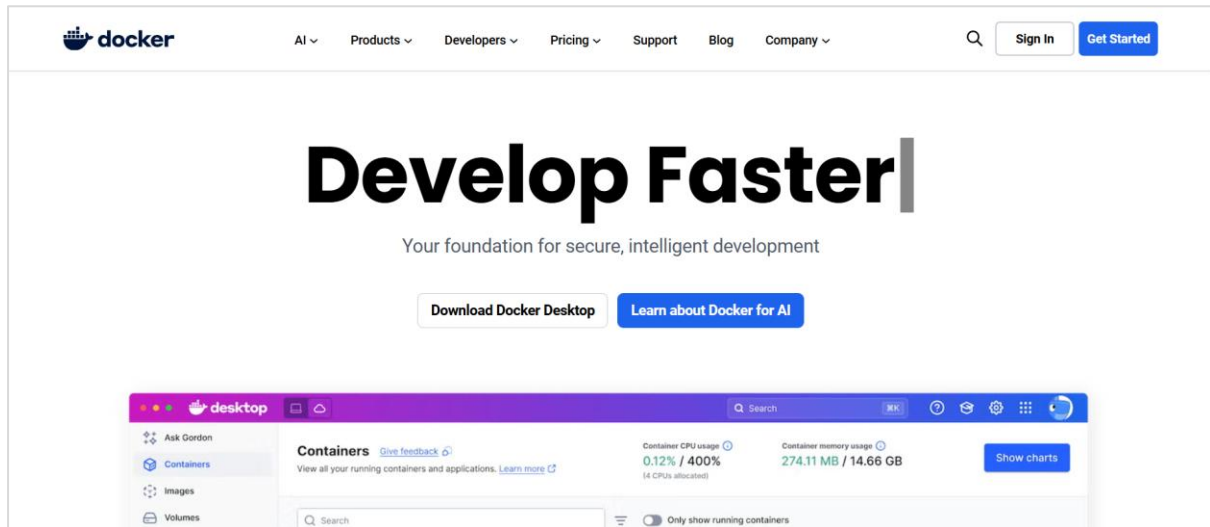 docker
AI Products Developers Pricing Support Blog Company Sign In Get Started
Develop Faster
Your foundation for secure, intelligent development
Download Docker Desktop Learn about Docker for AI
desktop Search ⌘K
Ask Gordon
Containers
Images
Volumes
Containers Give feedback
View all your running containers and applications. Learn more
Container CPU usage
0.12% / 400%
(4 CPUs allocated)
Container memory usage
274.11 MB / 14.66 GB
Show charts
Search
Only show running containers